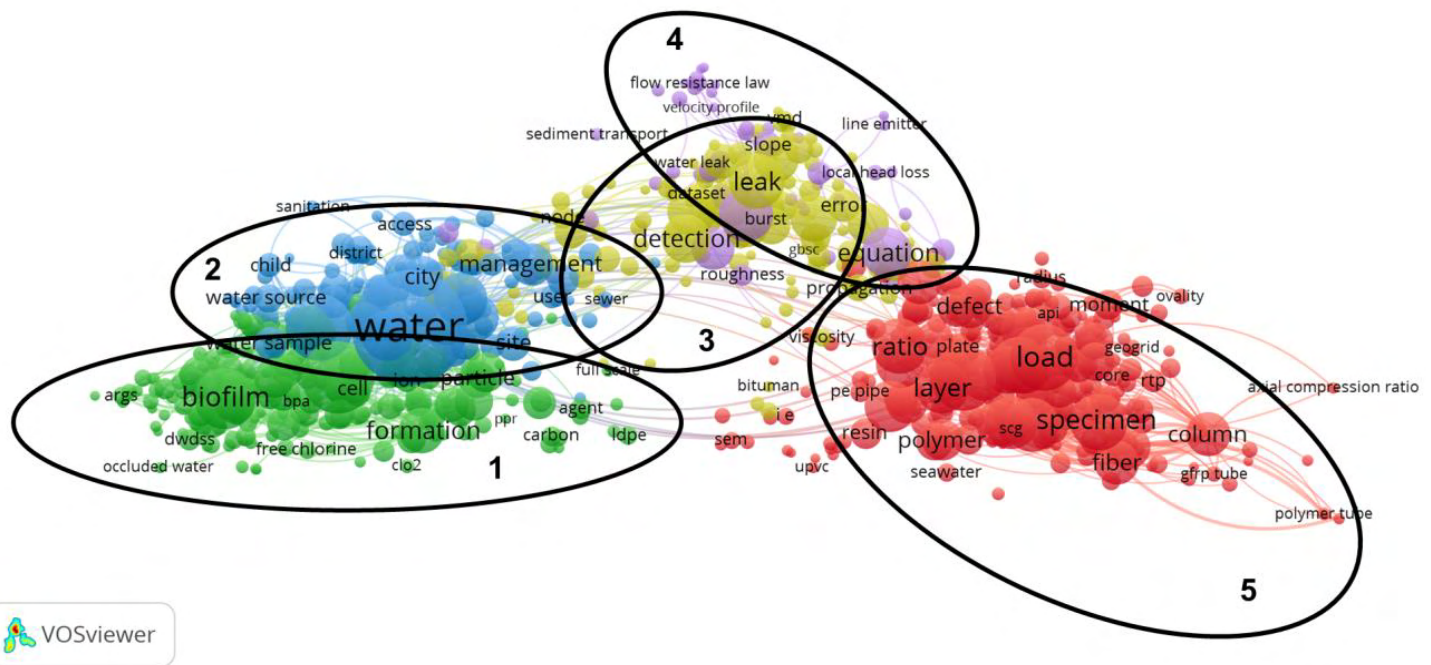 4
flow resistance law
velocity profile
vmd
line emitter
sediment transport
slope
water leak
local head loss
leak
dataset
sanitation
error
node
burst
access
detection
gbsc
equation
district
2
child
management
city
roughness
radius
propagation
water source
user
sewer
defect
moment
ovality
api
water
3
viscosity
site
water sample
ratio
plate
geogrid
load
full scale
core
rtp
cell
ion
particle
bituman
pe pipe
layer
axial compression ratio
args
biofilm
bpa
agent
i e
ppr
specimen
scg
formation
carbon
ldpe
sem
resin
polymer
column
dwdss
free chlorine
occluded water
clo2
1
upvc
seawater
fiber
gfrp tube
polymer tube
5
VOSviewer